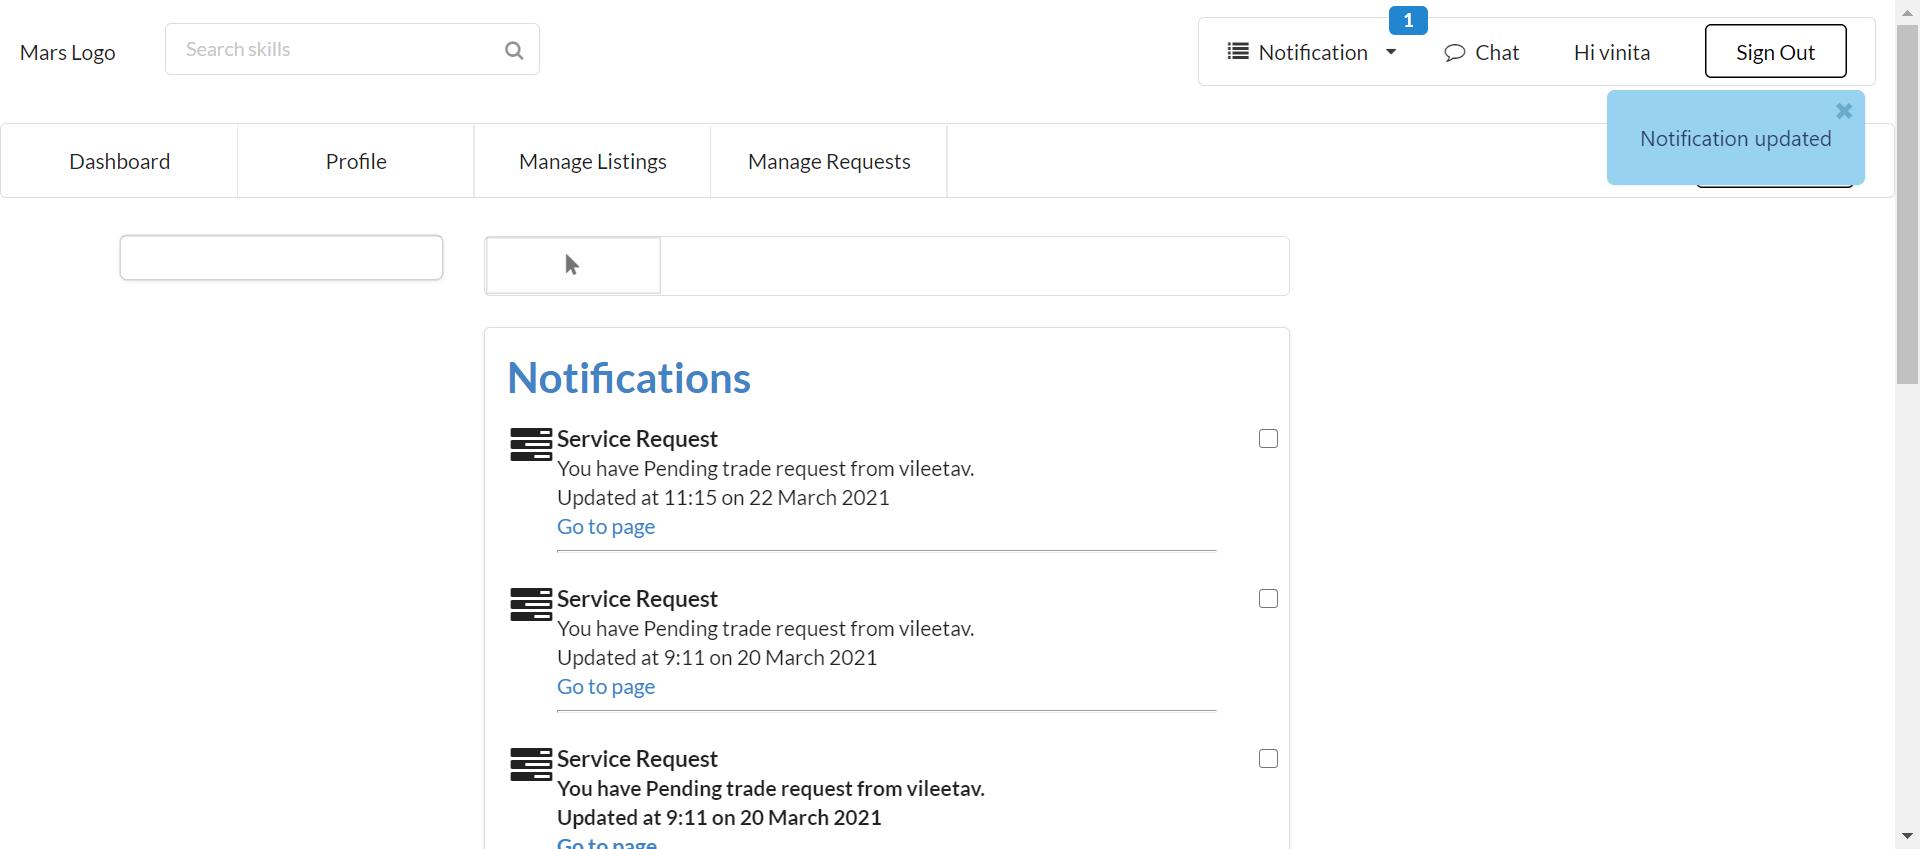 Mars Logo
Search skills
Notification
1
Chat
Hi vinita
Sign Out
Notification updated
Dashboard
Profile
Manage Listings
Manage Requests
Notifications
Service Request
You have Pending trade request from vileetav.
Updated at 11:15 on 22 March 2021
Go to page
Service Request
You have Pending trade request from vileetav.
Updated at 9:11 on 20 March 2021
Go to page
Service Request
You have Pending trade request from vileetav.
Updated at 9:11 on 20 March 2021
Go to page